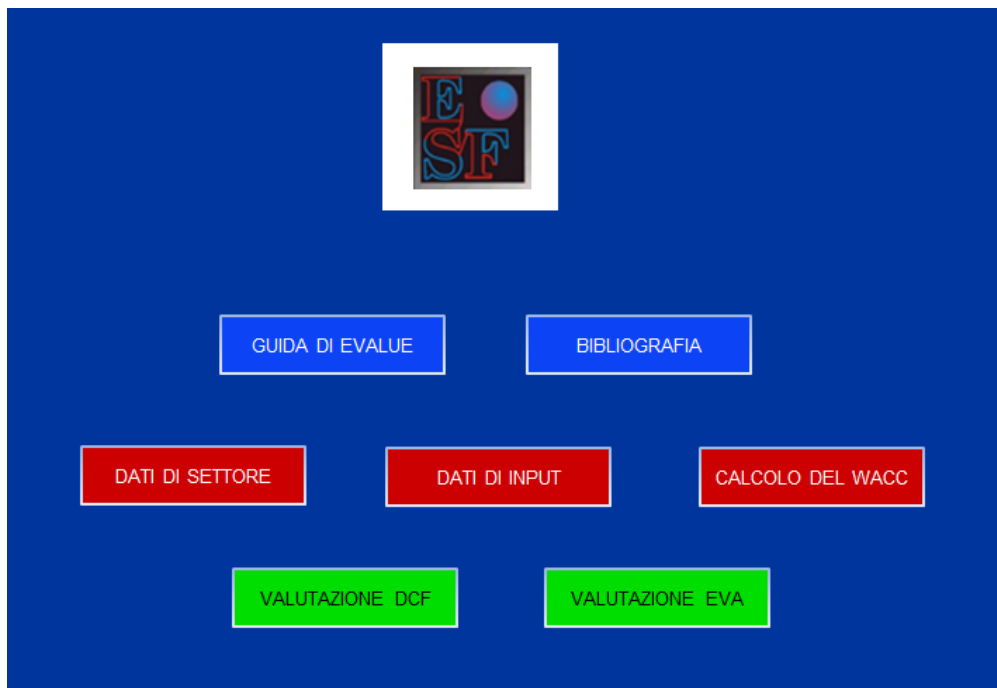 E
SF
GUIDA DI EVALUE
BIBLIOGRAFIA
DATI DI SETTORE
DATI DI INPUT
CALCOLO DEL WACC
VALUTAZIONE DCF
VALUTAZIONE EVA